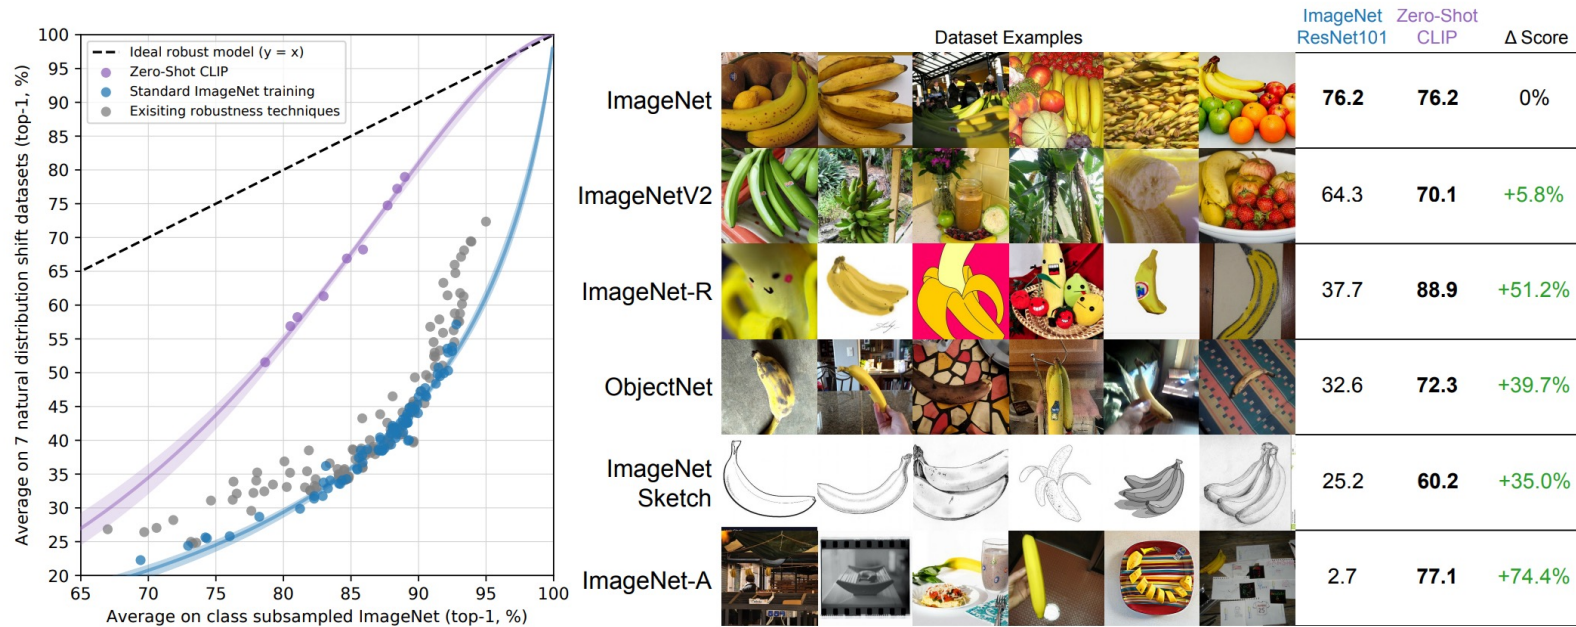 100
95
90
85
80
75
70
65
60
55
50
45
40
35
30
25
20
Average on 7 natural distribution shift datasets (top-1, %)
Ideal robust model (y = x)
Zero-Shot CLIP
Standard ImageNet training
Exisiting robustness techniques
65 70 75 80 85 90 95 100
Average on class subsampled ImageNet (top-1, %)
Dataset Examples
ImageNet
ResNet101
Zero-Shot
CLIP
Δ Score
ImageNet 76.2 76.2 0%
ImageNetV2 64.3 70.1 +5.8%
ImageNet-R 37.7 88.9 +51.2%
ObjectNet 32.6 72.3 +39.7%
ImageNet
Sketch 25.2 60.2 +35.0%
ImageNet-A 2.7 77.1 +74.4%